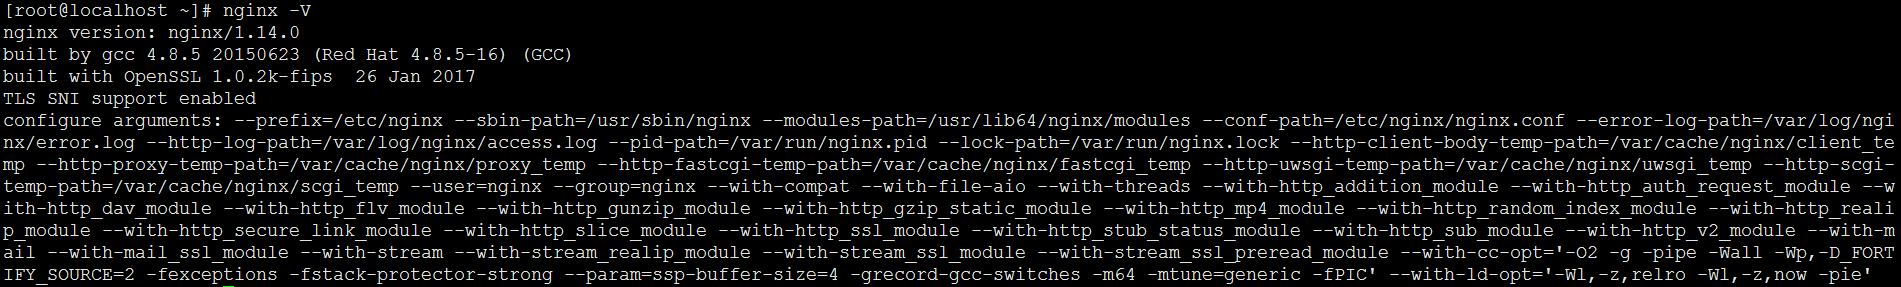 [root@localhost ~]# nginx -V
nginx version: nginx/1.14.0
built by gcc 4.8.5 20150623 (Red Hat 4.8.5-16) (GCC)
built with OpenSSL 1.0.2k-fips  26 Jan 2017
TLS SNI support enabled
configure arguments: --prefix=/etc/nginx --sbin-path=/usr/sbin/nginx --modules-path=/usr/lib64/nginx/modules --conf-path=/etc/nginx/nginx.conf --error-log-path=/var/log/ngi
nx/error.log --http-log-path=/var/log/nginx/access.log --pid-path=/var/run/nginx.pid --lock-path=/var/run/nginx.lock --http-client-body-temp-path=/var/cache/nginx/client_te
mp --http-proxy-temp-path=/var/cache/nginx/proxy_temp --http-fastcgi-temp-path=/var/cache/nginx/fastcgi_temp --http-uwsgi-temp-path=/var/cache/nginx/uwsgi_temp --http-scgi-
temp-path=/var/cache/nginx/scgi_temp --user=nginx --group=nginx --with-compat --with-file-aio --with-threads --with-http_addition_module --with-http_auth_request_module --w
ith-http_dav_module --with-http_flv_module --with-http_gunzip_module --with-http_gzip_static_module --with-http_mp4_module --with-http_random_index_module --with-http_reali
p_module --with-http_secure_link_module --with-http_slice_module --with-http_ssl_module --with-http_stub_status_module --with-http_sub_module --with-http_v2_module --with-m
ail --with-mail_ssl_module --with-stream --with-stream_realip_module --with-stream_ssl_module --with-stream_ssl_preread_module --with-cc-opt='-O2 -g -pipe -Wall -Wp,-D_FORT
IFY_SOURCE=2 -fexceptions -fstack-protector-strong --param=ssp-buffer-size=4 -grecord-gcc-switches -m64 -mtune=generic -fPIC' --with-ld-opt='-Wl,-z,relro -Wl,-z,now -pie'